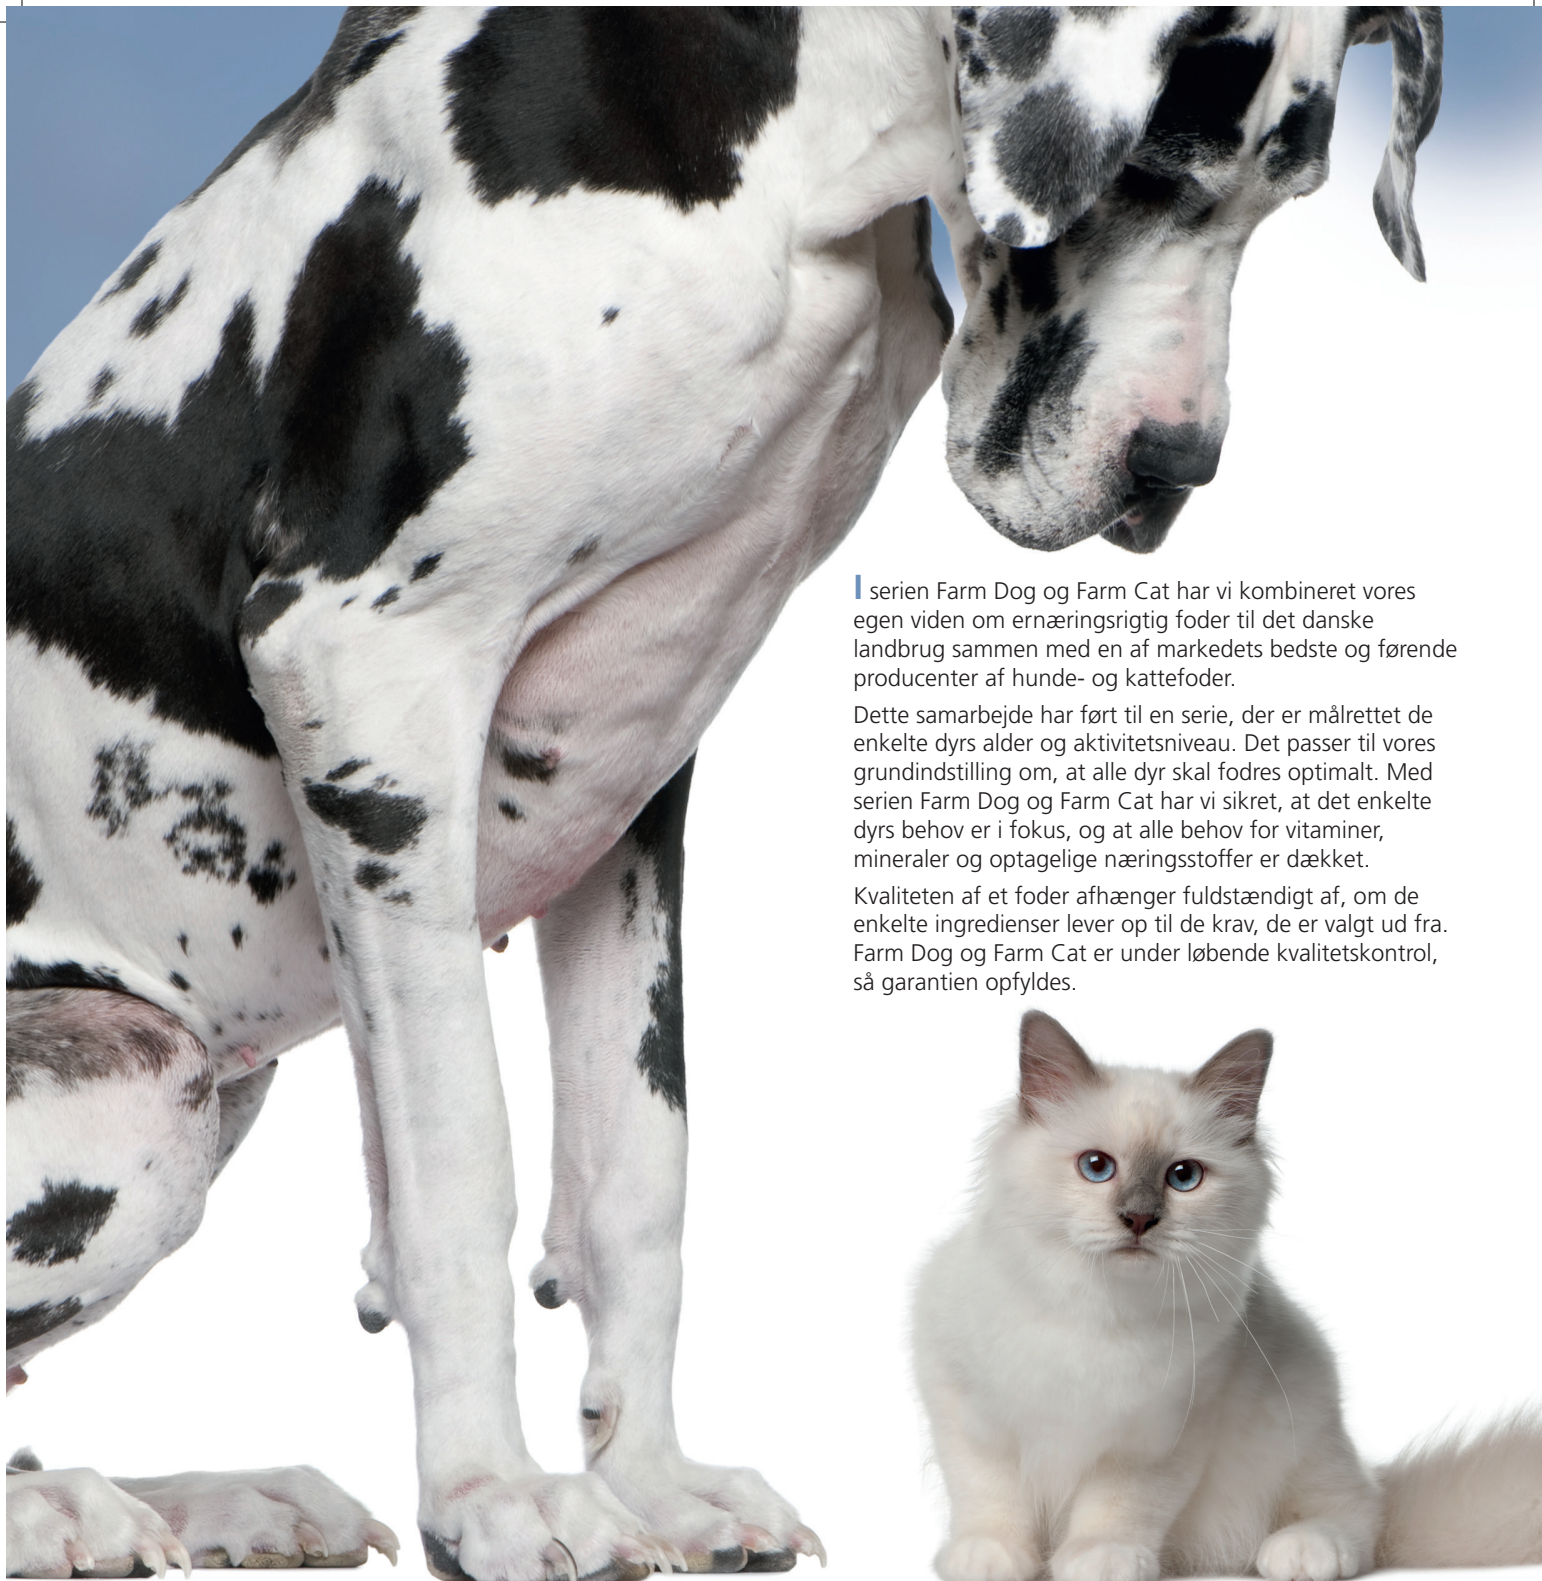 I serien Farm Dog og Farm Cat har vi kombineret vores
egen viden om ernæringsrigtig foder til det danske
landbrug sammen med en af markedets bedste og førende
producenter af hunde- og kattefoder.
Dette samarbejde har ført til en serie, der er målrettet de
enkelte dyrs alder og aktivitetsniveau. Det passer til vores
grundindstilling om, at alle dyr skal fodres optimalt. Med
serien Farm Dog og Farm Cat har vi sikret, at det enkelte
dyrs behov er i fokus, og at alle behov for vitaminer,
mineraler og optagelige næringsstoffer er dækket.
Kvaliteten af et foder afhænger fuldstændigt af, om de
enkelte ingredienser lever op til de krav, de er valgt ud fra.
Farm Dog og Farm Cat er under løbende kvalitetskontrol,
så garantien opfyldes.